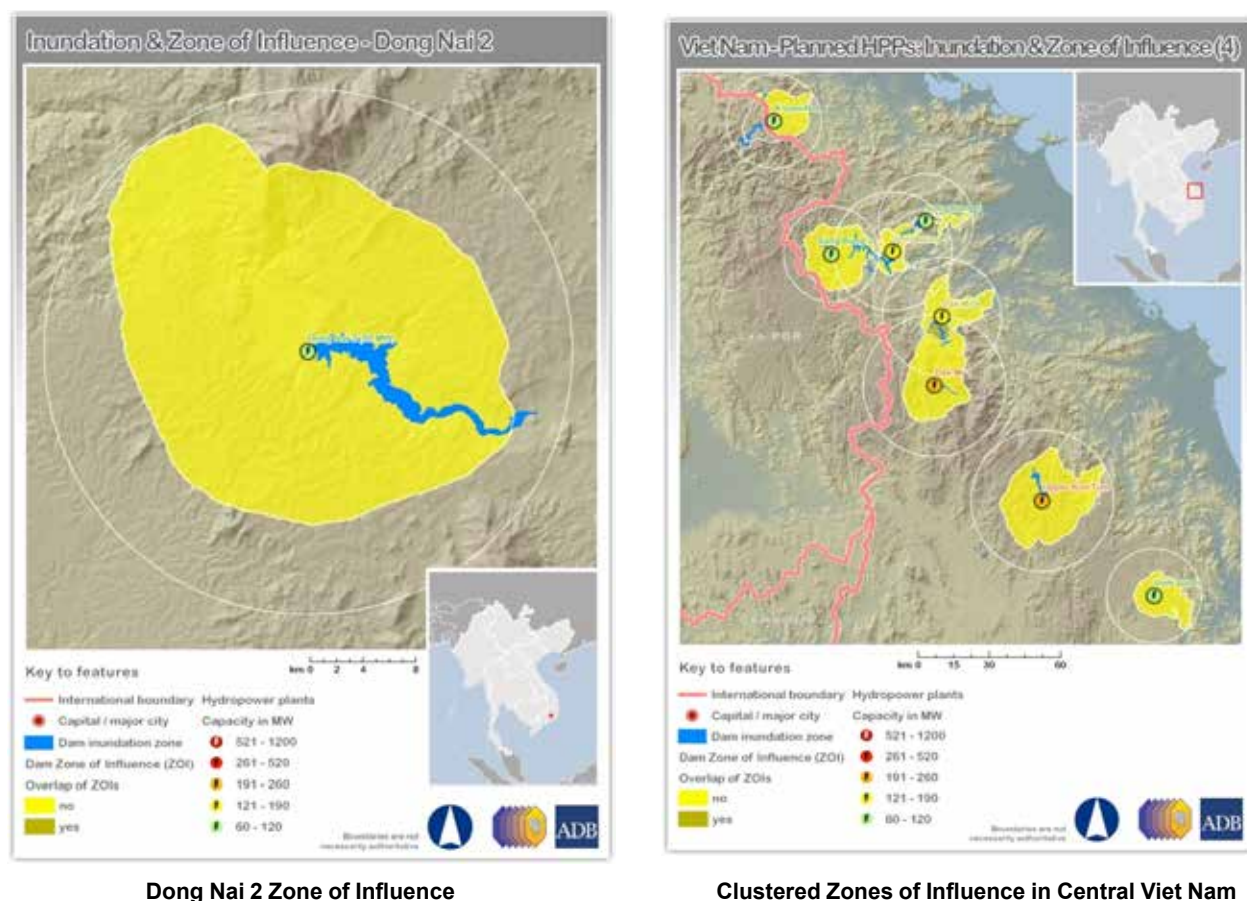 Inundation & Zone of Influence - Dong Nai 2
Key to features
km 0 2 4 8
International boundary
Capital / major city
Dam inundation zone
Dam Zone of Influence (ZOI)
Overlap of ZOIs
no
yes
Hydropower plants
Capacity in MW
521 - 1200
261 - 520
191 - 260
121 - 190
60 - 120
Boundaries are not
necessarily authoritative
ADB
Dong Nai 2 Zone of Influence
Viet Nam - Planned HPPs: Inundation & Zone of Influence (4)
Key to features
km 0 15 30 60
International boundary
Capital / major city
Dam inundation zone
Dam Zone of Influence (ZOI)
Overlap of ZOIs
no
yes
Hydropower plants
Capacity in MW
521 - 1200
261 - 520
191 - 260
121 - 190
60 - 120
Boundaries are not
necessarily authoritative
ADB
Clustered Zones of Influence in Central Viet Nam